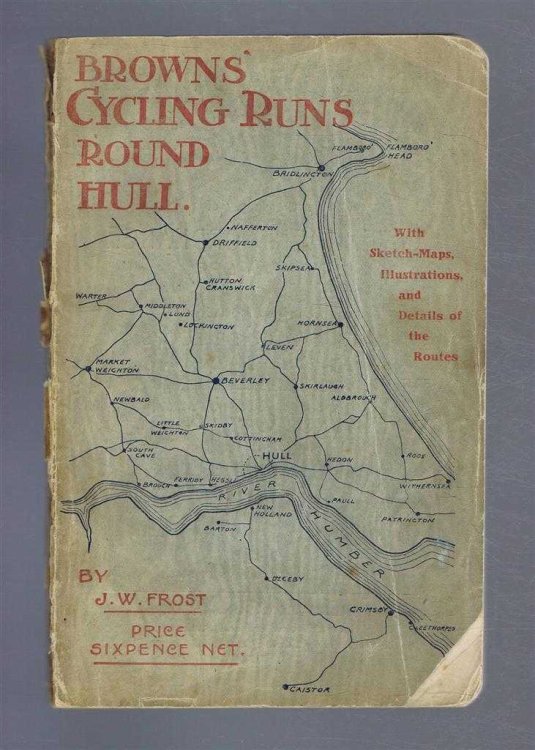 BROWNS'
CYCLING RUNS
ROUND
HULL.
FLAMBORO'
FLAMBORO'
HEAD
BRIDLINGTON
With
Sketch-Maps,
Illustrations,
and
Details of
the
Routes
NAFFERTON
DRIFFIELD
SKIPSEA
HUTTON
CRANSWICK
WARTER
MIDDLETON
LUND
LOCKINGTON
HORNSEA
LEVEN
MARKET
WEIGHTON
BEVERLEY
SKIRLAUGH
ALDBROUGH
NEWBALD
LITTLE
WEIGHTON
SKIDBY
COTTINGHAM
SOUTH
CAVE
HULL
HEDON
ROOS
BROUGH
FERRIBY
HESSLE
WITHERNSEA
RIVER
HUMBER
PAULL
PATRINGTON
NEW
HOLLAND
BARTON
ULCEBY
GRIMSBY
CLEETHORPES
CAISTOR
BY
J. W. FROST
PRICE
SIXPENCE NET.